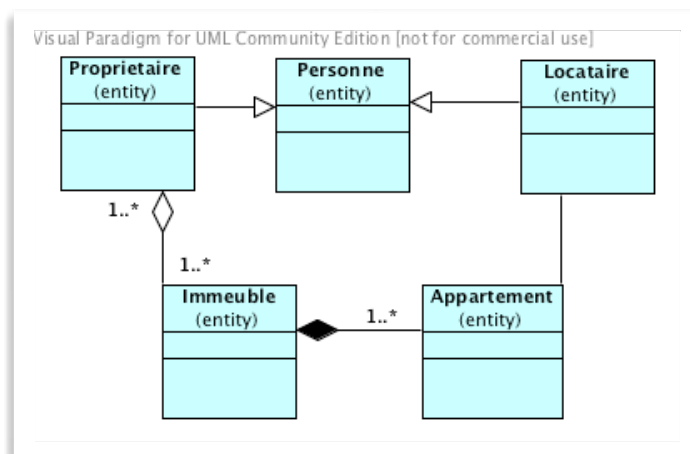 Visual Paradigm for UML Community Edition [not for commercial use]
Proprietaire
(entity)
Personne
(entity)
Locataire
(entity)
1..*
1..*
Immeuble
(entity)
1..*
Appartement
(entity)